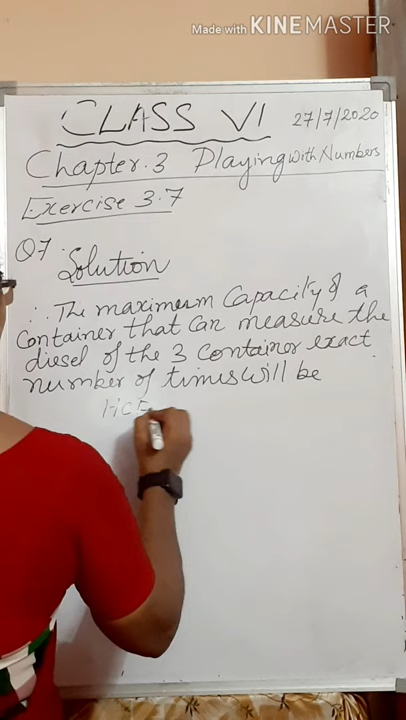 Made with KINEMASTER
CLASS VI 27/7/2020
Chapter.3 Playing with Numbers
Exercise 3.7
Q7.
Solution
∴ The maximum capacity of a
container that can measure the
diesel of the 3 container exact
number of times will be
HCF